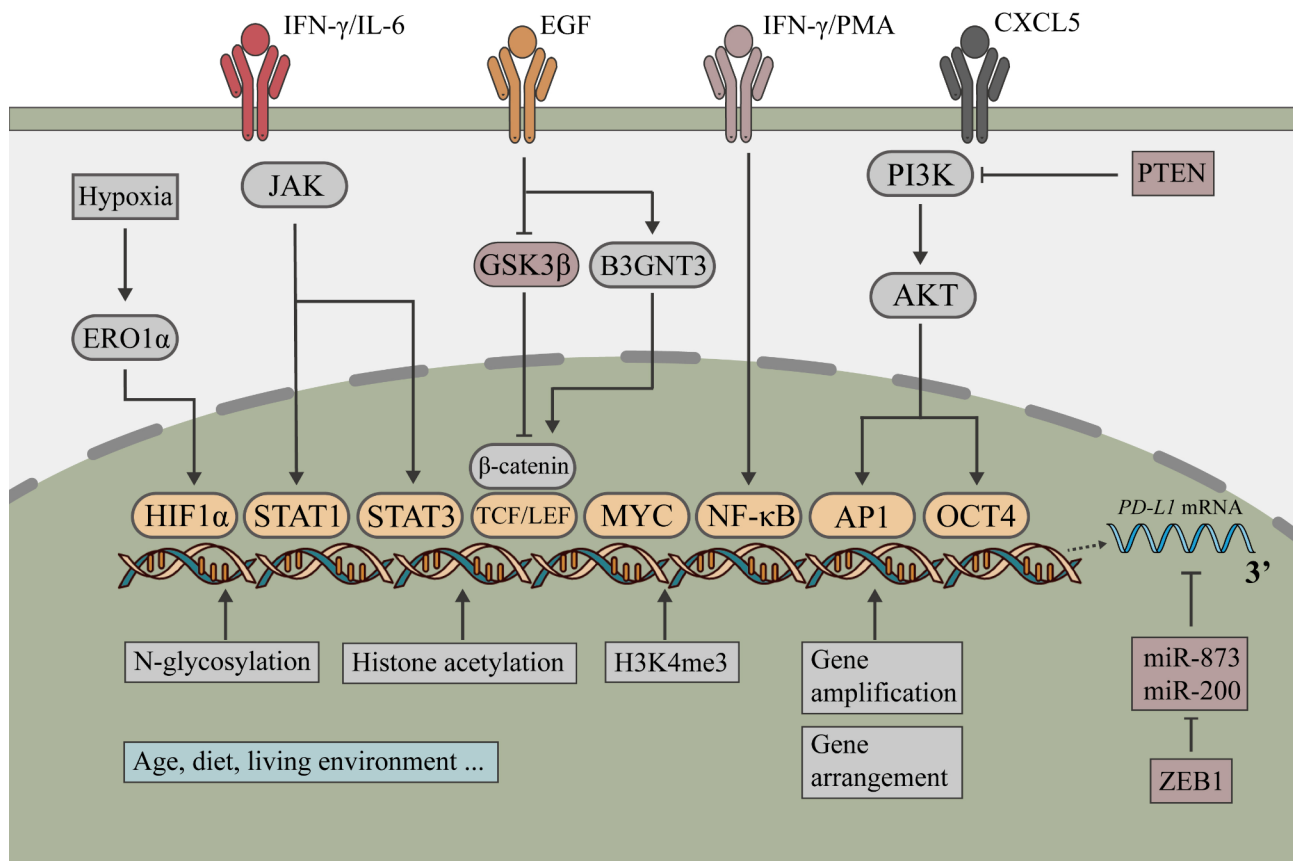 IFN-γ/IL-6
EGF
IFN-γ/PMA
CXCL5
Hypoxia
JAK
PI3K
PTEN
GSK3β
B3GNT3
AKT
ERO1α
β-catenin
HIF1α
STAT1
STAT3
TCF/LEF
MYC
NF-κB
AP1
OCT4
PD-L1 mRNA
3’
N-glycosylation
Histone acetylation
H3K4me3
Gene
amplification
miR-873
miR-200
Age, diet, living environment ...
Gene
arrangement
ZEB1